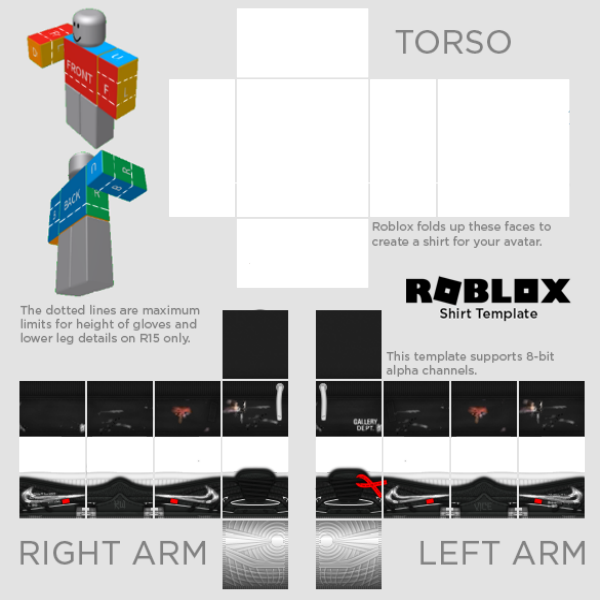 TORSO
FRONT
F
L
D
R
BACK
B
Roblox folds up these faces to
create a shirt for your avatar.
ROBLOX
Shirt Template
The dotted lines are maximum
limits for height of gloves and
lower leg details on R15 only.
This template supports 8-bit
alpha channels.
GALLERY
DEPT.
RIGHT ARM
LEFT ARM